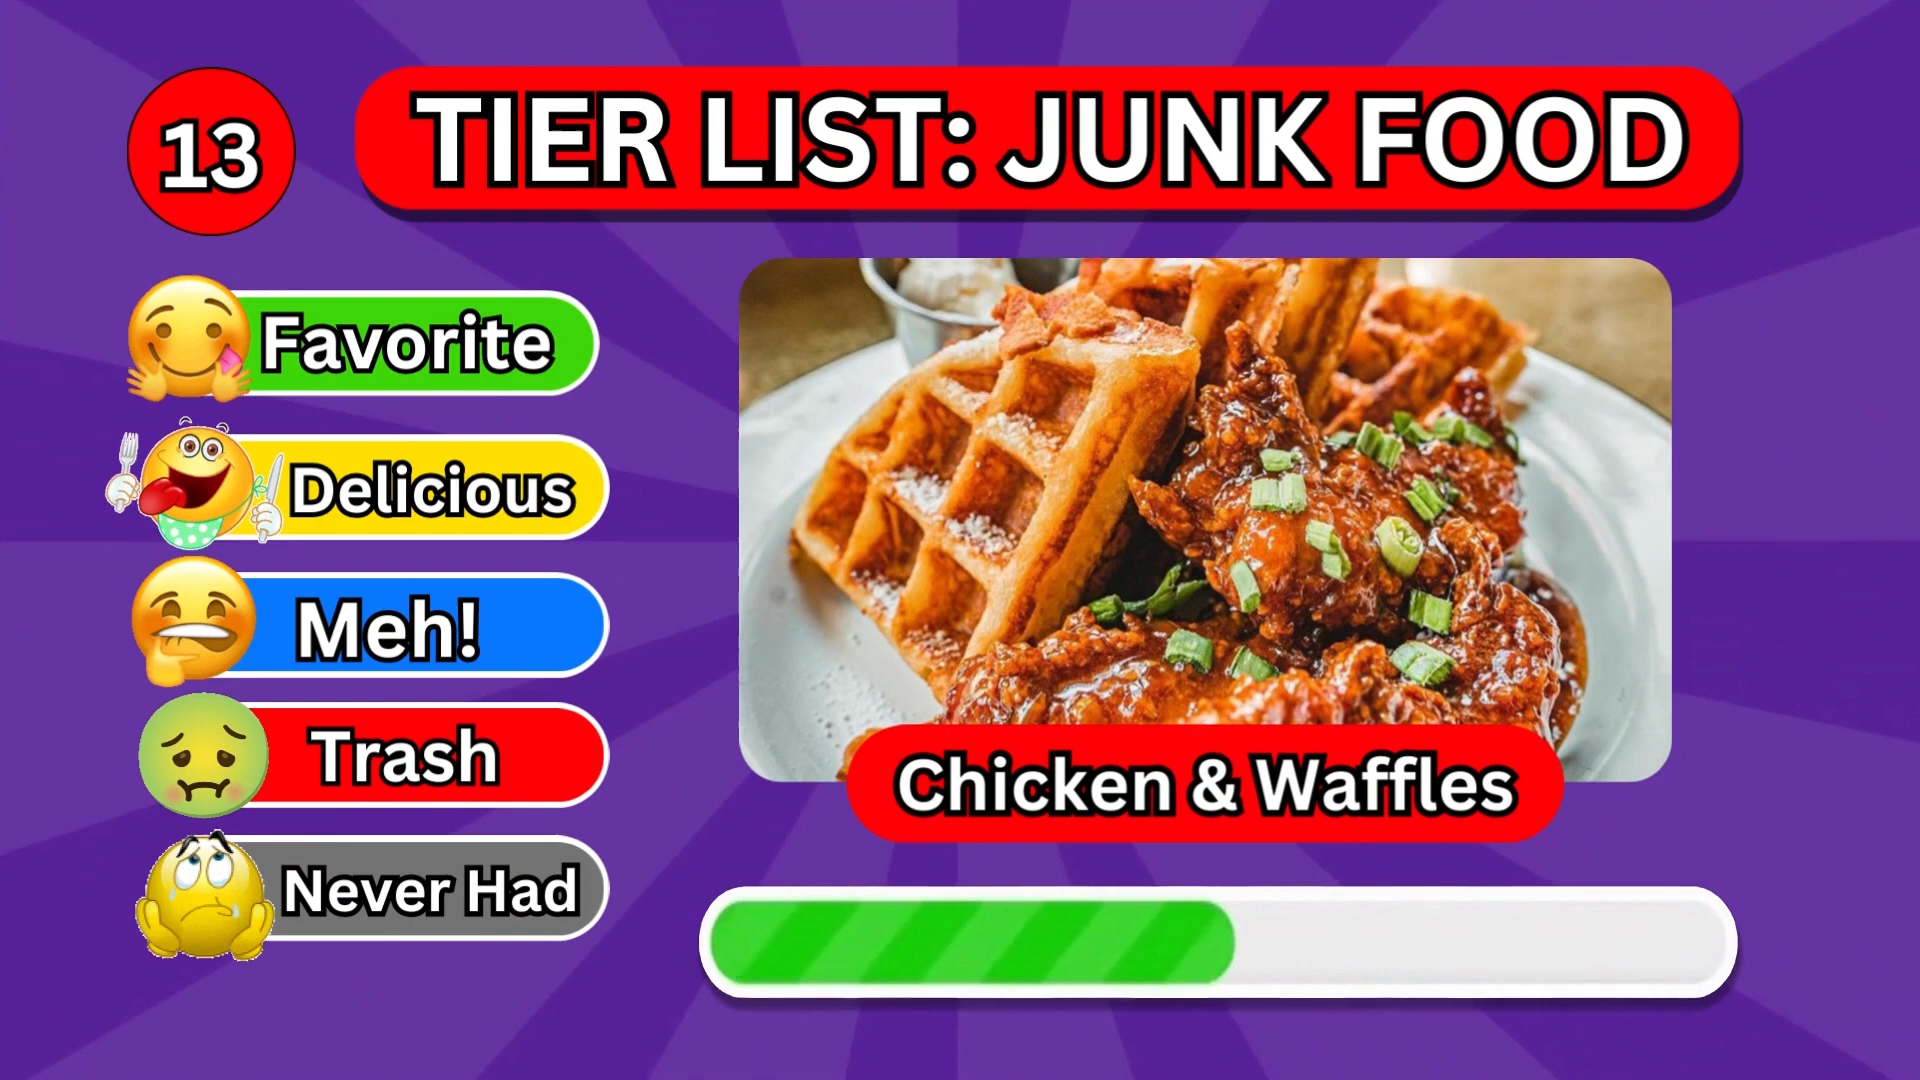 13
TIER LIST: JUNK FOOD
Favorite
Delicious
Meh!
Trash
Never Had
Chicken & Waffles